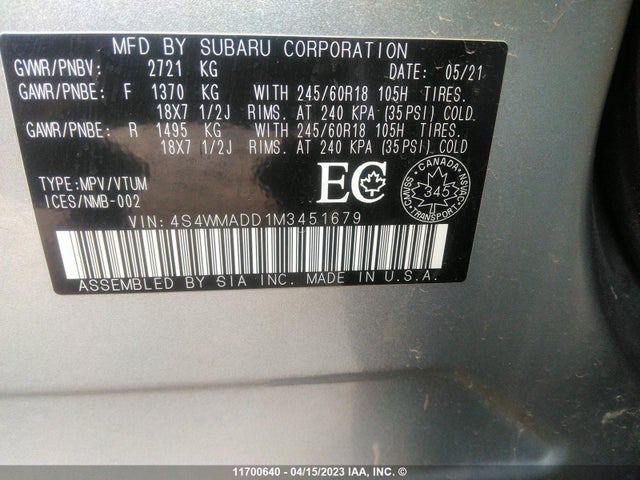 MFD BY SUBARU CORPORATION
GVWR/PNBV: 2721 KG DATE: 05/21
GAWR/PNBE: F 1370 KG WITH 245/60R18 105H TIRES.
18X7 1/2J RIMS. AT 240 KPA (35PSI) COLD.
GAWR/PNBE: R 1495 KG WITH 245/60R18 105H TIRES.
18X7 1/2J RIMS. AT 240 KPA (35PSI) COLD
TYPE:MPV/VTUM
ICES/NMB-002
EC
CANADA
345
TRANSPORT
VIN:4S4WMADD1M3451679
ASSEMBLED BY SIA INC. MADE IN U.S.A.
11700640 - 04/15/2023 IAA, INC. ©